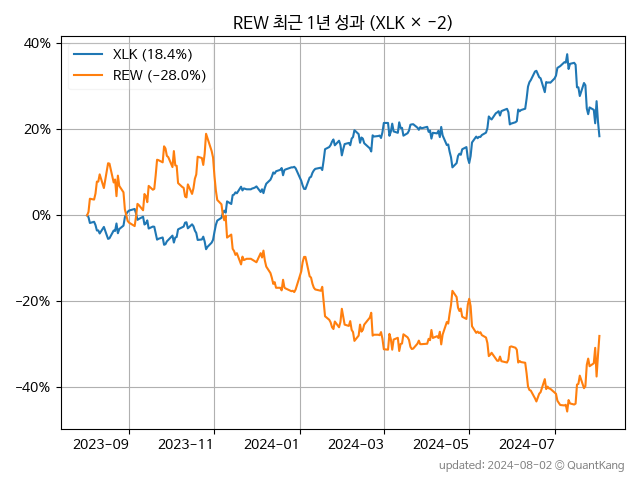 REW 최근 1년 성과 (XLK × -2)
XLK (18.4%)
REW (-28.0%)
40%
20%
0%
-20%
-40%
2023-09
2023-11
2024-01
2024-03
2024-05
2024-07
updated: 2024-08-02 © QuantKang